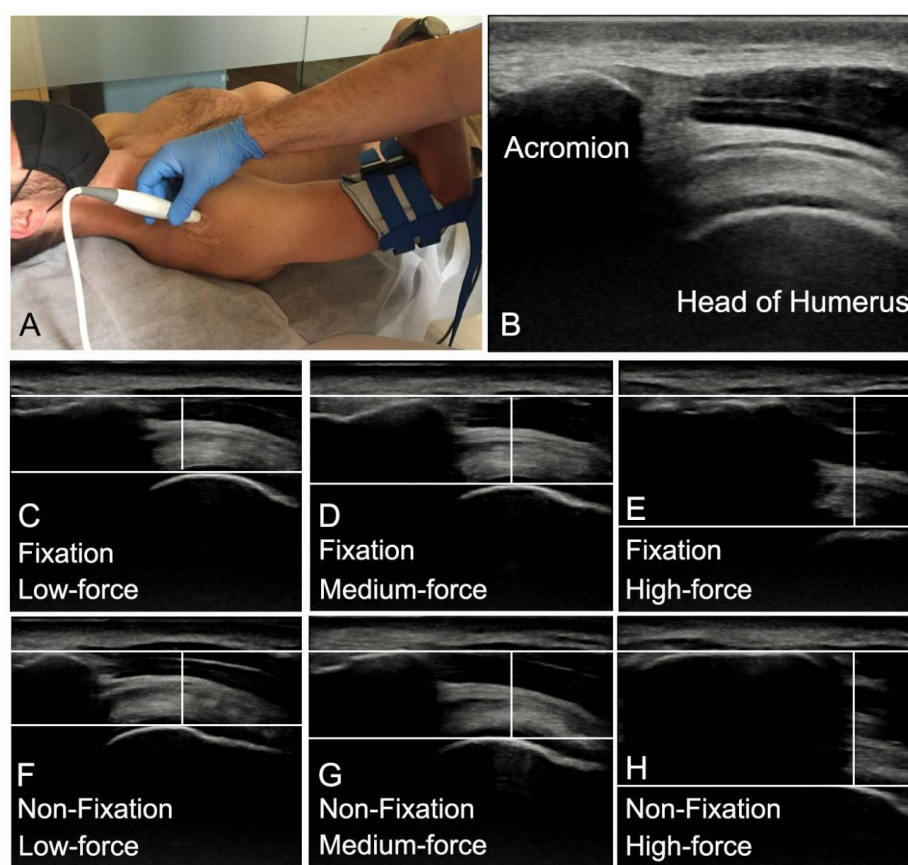 A
Acromion
Head of Humerus
B
C
Fixation
Low-force
D
Fixation
Medium-force
E
Fixation
High-force
F
Non-Fixation
Low-force
G
Non-Fixation
Medium-force
H
Non-Fixation
High-force